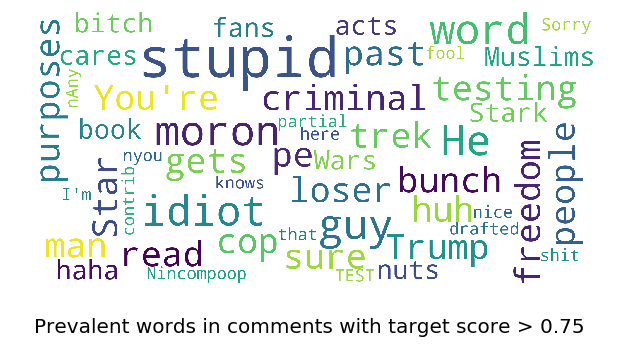 bitch fans acts word Sorry
purposes cares stupid past fool Muslims
nAny You're criminal testing
Stark
book moron partial here trek He people
nyou gets pe Wars
Star contrib knows loser bunch freedom
I'm idiot guy huh nice
drafted
man read cop that sure Trump shit
haha Nincompoop TEST nuts
Prevalent words in comments with target score > 0.75